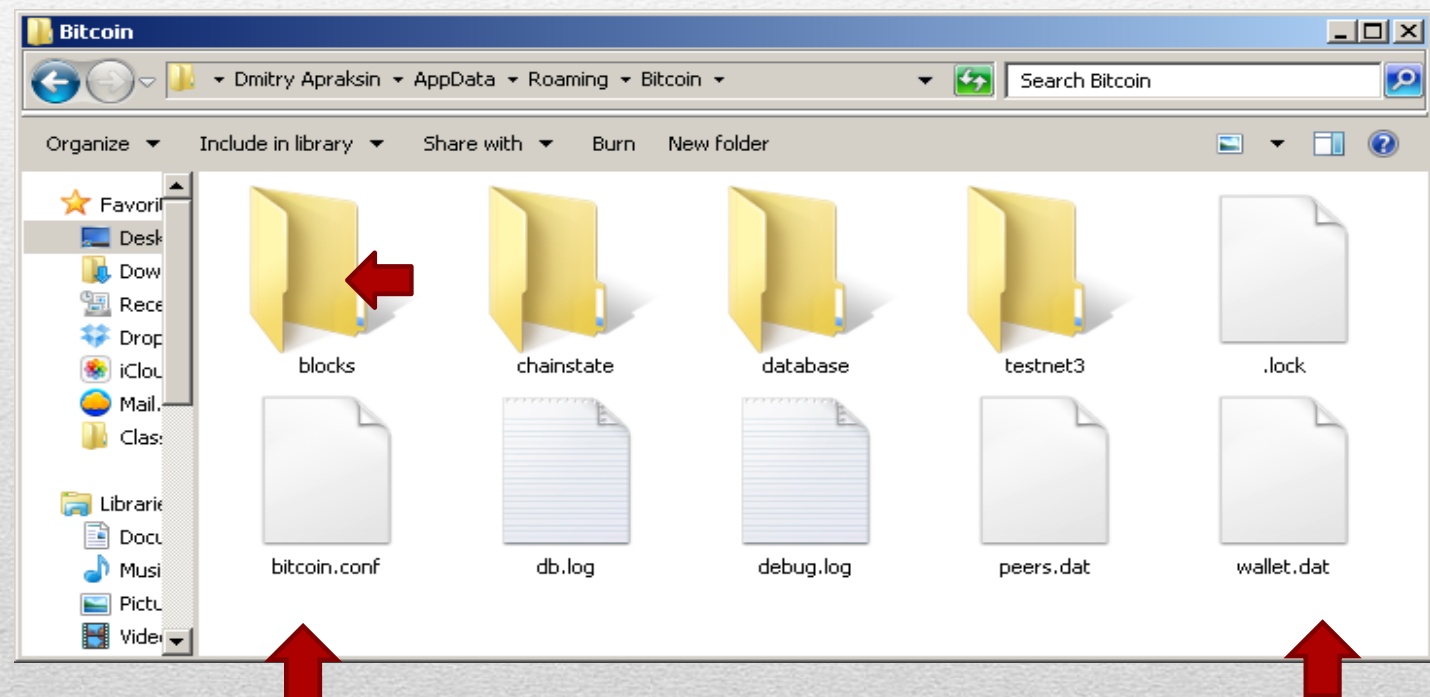 Bitcoin
Dmitry Apraksin AppData Roaming Bitcoin Search Bitcoin
Organize Include in library Share with Burn New folder
Favorit
Desk
Dow
Rece
Drop
iClou
Mail.
Clas
Librarie
Docu
Musi
Pictu
Vide
blocks chainstate database testnet3 .lock
bitcoin.conf db.log debug.log peers.dat wallet.dat